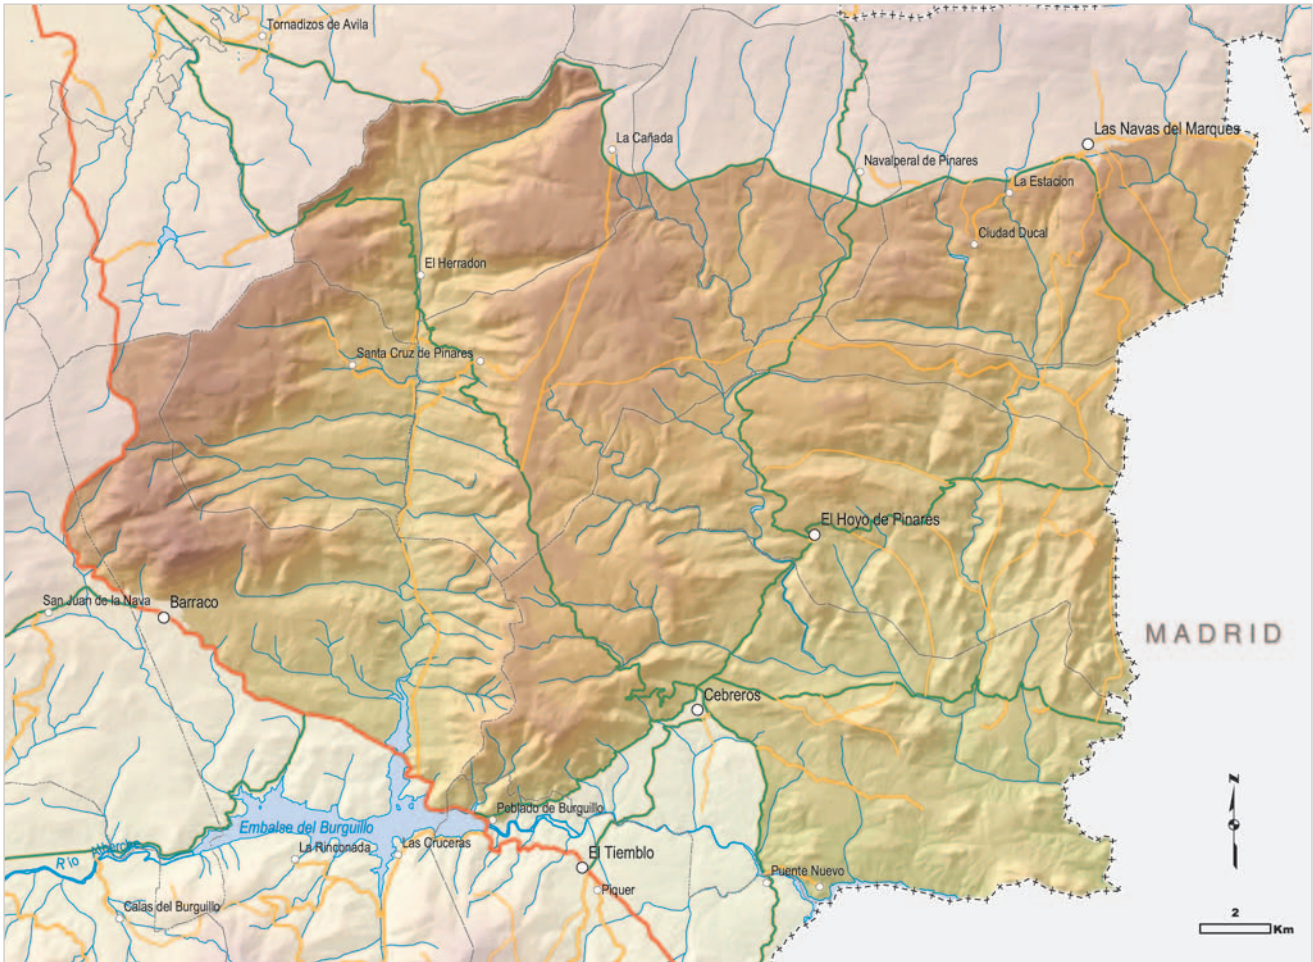 Tornadizos de Avila
La Cañada
Las Navas del Marques
Navalperal de Pinares
La Estacion
Ciudad Ducal
El Herradon
Santa Cruz de Pinares
El Hoyo de Pinares
San Juan de la Nava
Barraco
MADRID
Cebreros
N
Poblado de Burguillo
Embalse del Burguillo
La Rinconada
Las Cruceras
Río Alberche
El Tiemblo
Puente Nuevo
Piquer
Calas del Burguillo
2
Km